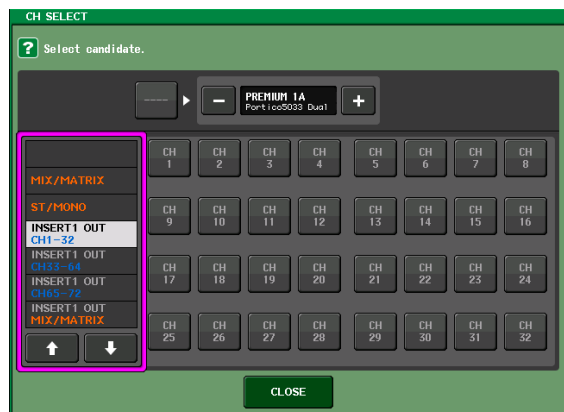 CH SELECT
? Select candidate.
----
− PREMIUM 1A +
Portico5033 Dual
MIX/MATRIX
ST/MONO
INSERT1 OUT
CH1-32
INSERT1 OUT
CH33-64
INSERT1 OUT
CH65-72
INSERT1 OUT
MIX/MATRIX
CH 1
CH 2
CH 3
CH 4
CH 5
CH 6
CH 7
CH 8
CH 9
CH 10
CH 11
CH 12
CH 13
CH 14
CH 15
CH 16
CH 17
CH 18
CH 19
CH 20
CH 21
CH 22
CH 23
CH 24
CH 25
CH 26
CH 27
CH 28
CH 29
CH 30
CH 31
CH 32
CLOSE